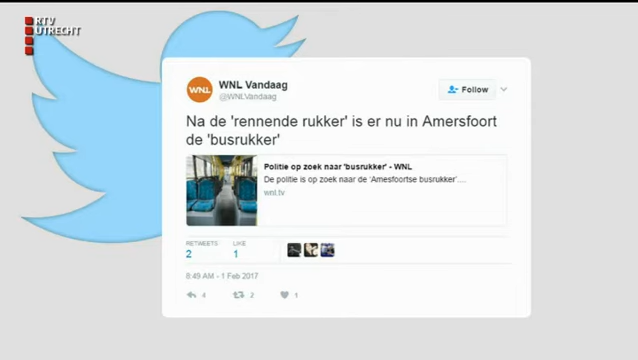 RTV
UTRECHT
WNL
WNL Vandaag
@WNLVandaag
Follow
Na de 'rennende rukker' is er nu in Amersfoort
de 'busrukker'
Politie op zoek naar 'busrukker' - WNL
De politie is op zoek naar de 'Amesfoortse busrukker'....
wnl.tv
RETWEETS LIKE
2 1
8:49 AM - 1 Feb 2017
4 2 1